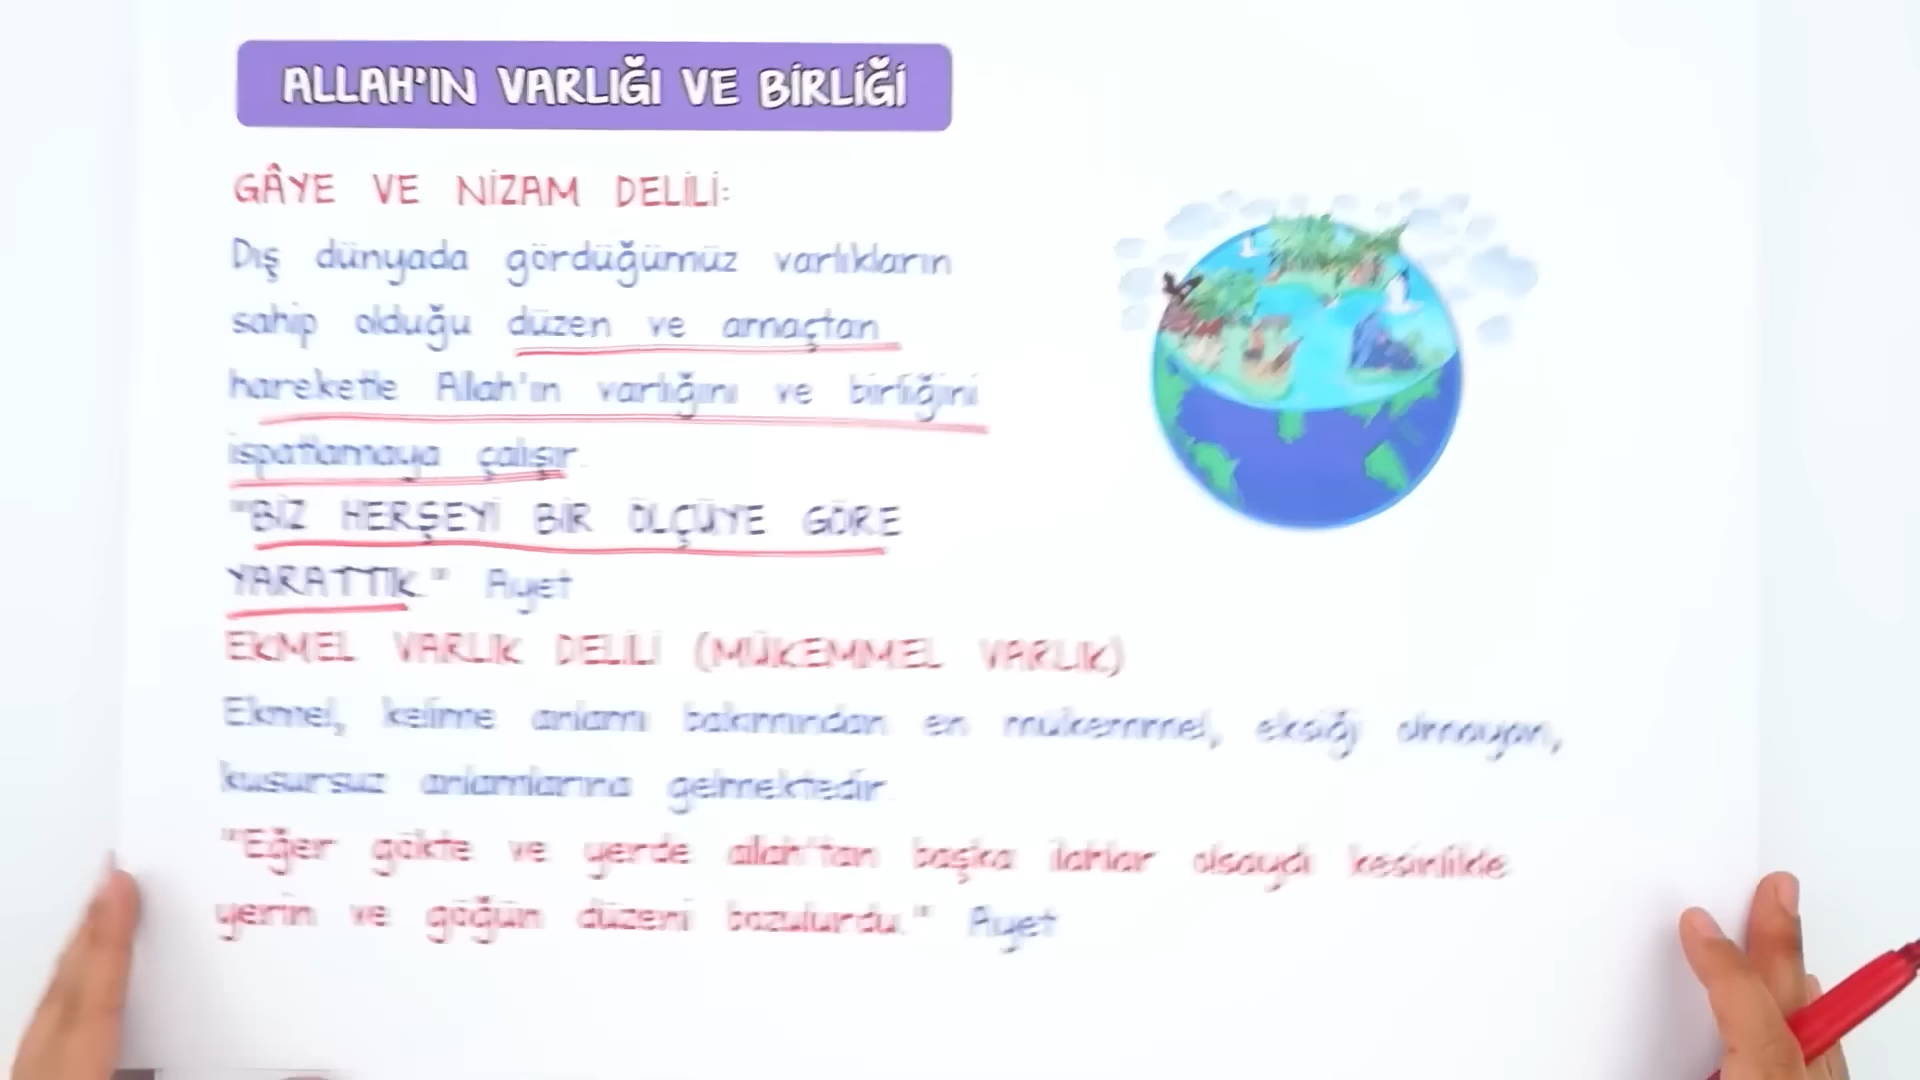 ALLAH'IN VARLIĞI VE BİRLİĞİ
GÂYE VE NİZAM DELİLİ:
Dış dünyada gördüğümüz varlıkların
sahip olduğu düzen ve amaçtan
hareketle Allah'ın varlığını ve birliğini
ispatlamaya çalışır.
"BİZ HERŞEYİ BİR ÖLÇÜYE GÖRE
YARATTIK." Ayet
EKMEL VARLIK DELİLİ (MÜKEMMEL VARLIK)
Ekmel, kelime anlamı bakımından en mükemmel, eksiği olmayan,
kusursuz anlamlarına gelmektedir.
"Eğer gökte ve yerde allah'tan başka ilahlar olsaydı kesinlikle
yerin ve göğün düzeni bozulurdu." Ayet